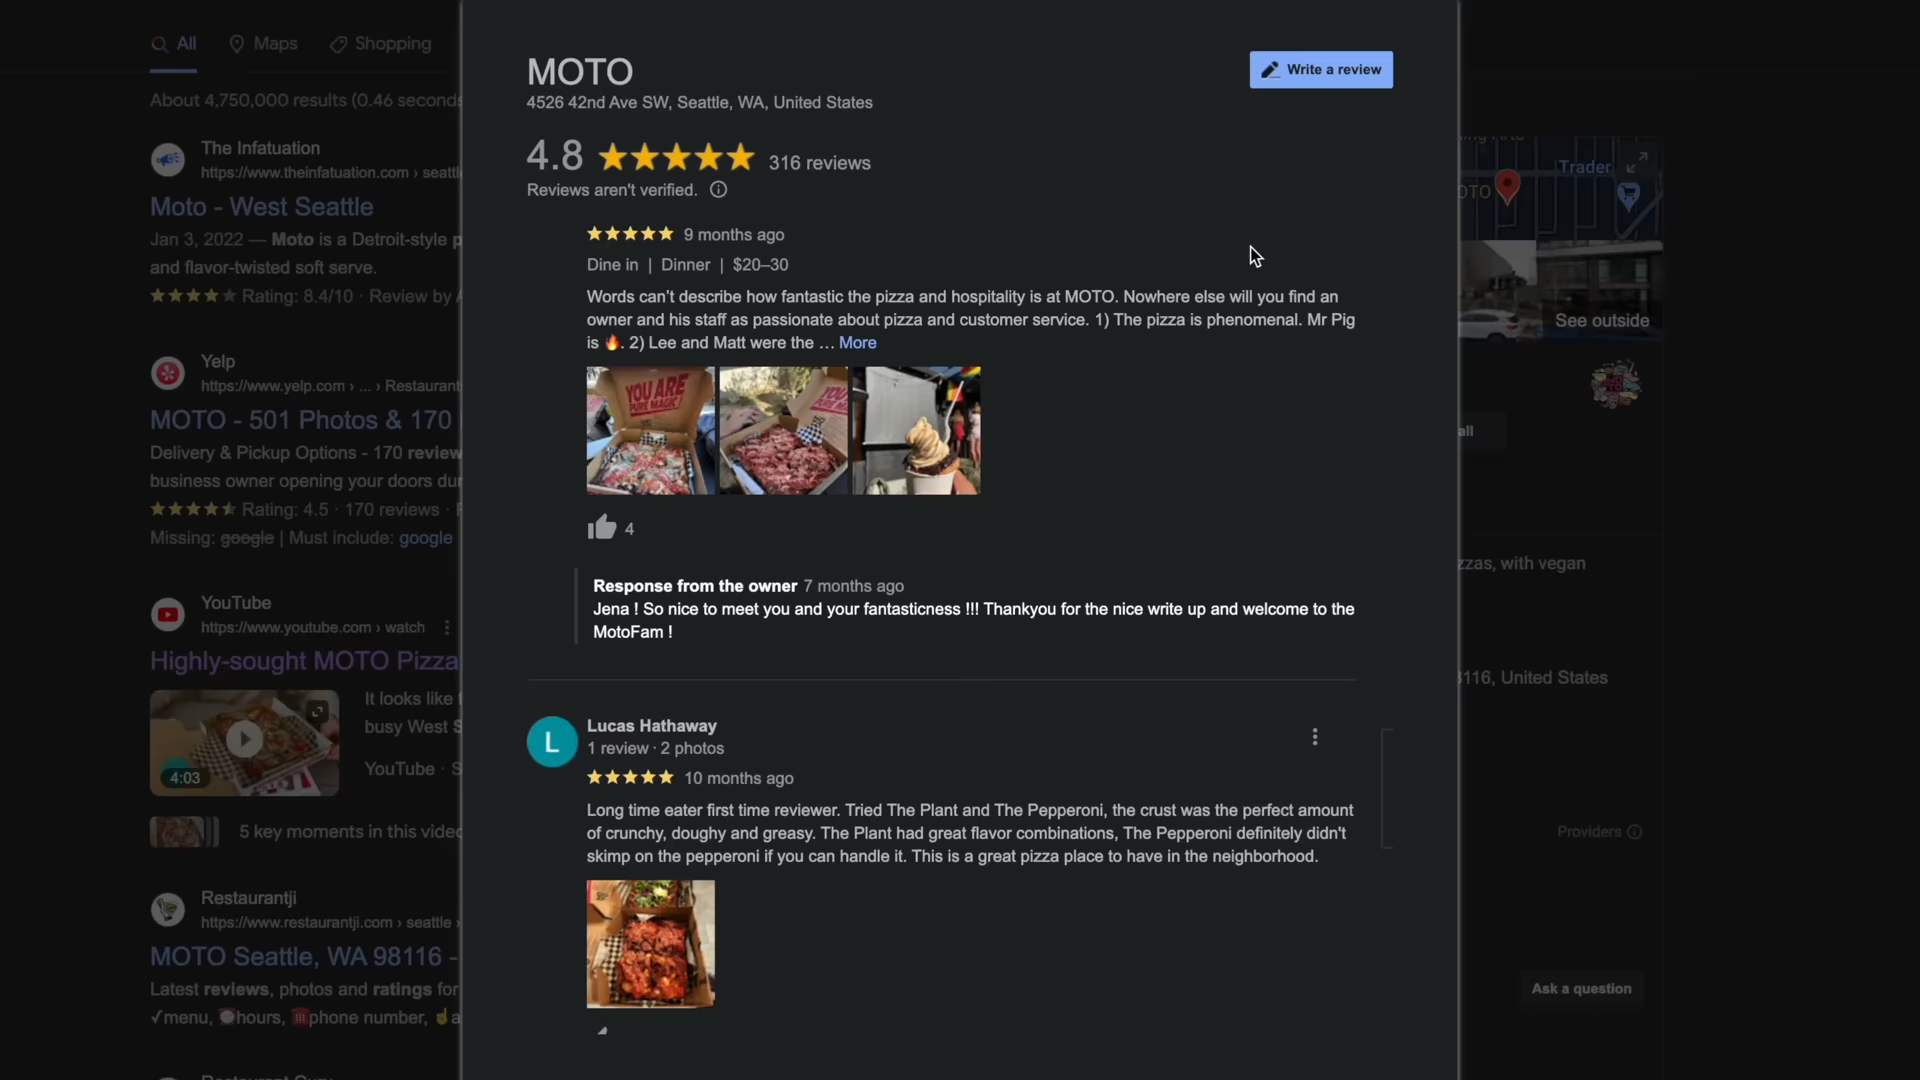 All
Maps
Shopping
About 4,750,000 results (0.46 seconds
The Infatuation
https://www.theinfatuation.com › seattl
Moto - West Seattle
Jan 3, 2022 — Moto is a Detroit-style p
and flavor-twisted soft serve.
Rating: 8.4/10 · Review by
Yelp
https://www.yelp.com › ... › Restaurant
MOTO - 501 Photos & 170
Delivery & Pickup Options - 170 review
business owner opening your doors du
Rating: 4.5 · 170 reviews ·
Missing: google | Must include: google
YouTube
https://www.youtube.com › watch
Highly-sought MOTO Pizza
It looks like
busy West S
4:03
YouTube · S
5 key moments in this video
Restaurantji
https://www.restaurantji.com › seattle ›
MOTO Seattle, WA 98116 -
Latest reviews, photos and ratings for
✓menu, hours, ☎phone number, ☝a
MOTO
Write a review
4526 42nd Ave SW, Seattle, WA, United States
4.8
316 reviews
Reviews aren't verified.
9 months ago
Dine in | Dinner | $20–30
Words can't describe how fantastic the pizza and hospitality is at MOTO. Nowhere else will you find an
owner and his staff as passionate about pizza and customer service. 1) The pizza is phenomenal. Mr Pig
is 🔥. 2) Lee and Matt were the … More
YOU ARE
PURE MAGIC!
4
Response from the owner 7 months ago
Jena ! So nice to meet you and your fantasticness !!! Thankyou for the nice write up and welcome to the
MotoFam !
L
Lucas Hathaway
1 review · 2 photos
10 months ago
Long time eater first time reviewer. Tried The Plant and The Pepperoni, the crust was the perfect amount
of crunchy, doughy and greasy. The Plant had great flavor combinations, The Pepperoni definitely didn't
skimp on the pepperoni if you can handle it. This is a great pizza place to have in the neighborhood.
Trader
OTO
See outside
all
zzas, with vegan
3116, United States
Providers
Ask a question